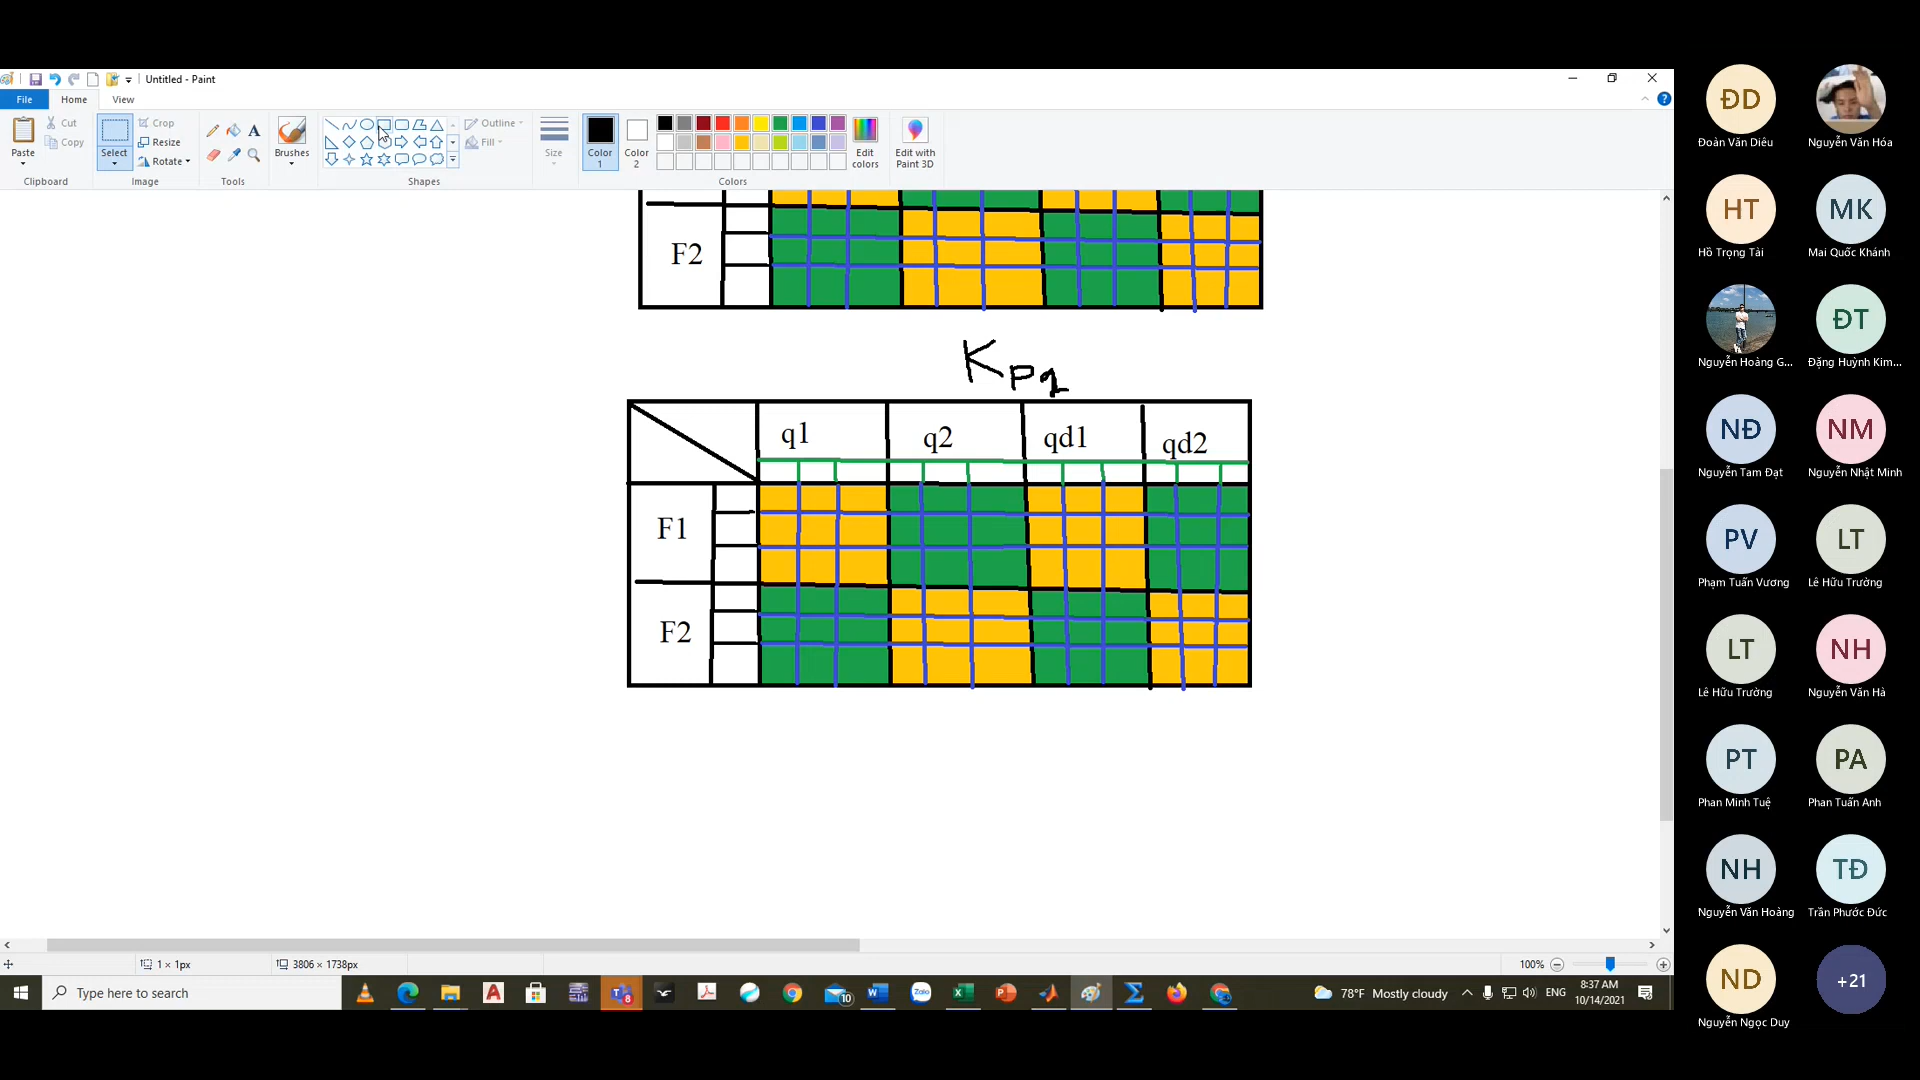 Untitled - Paint
File Home View
Paste
Cut
Copy
Clipboard
Select
Crop
Resize
Rotate
Image
Tools
Brushes
Shapes
Outline
Fill
Size
Color 1
Color 2
Colors
Edit colors
Edit with Paint 3D
F2
Kpq
q1 q2 qd1 qd2
F1
F2
1 × 1px
3806 × 1738px
100%
Type here to search
8
10
Zalo
78°F Mostly cloudy
ENG
8:37 AM
10/14/2021
ĐD
Đoàn Văn Diêu
Nguyễn Văn Hóa
HT
Hồ Trọng Tài
MK
Mai Quốc Khánh
Nguyễn Hoàng G...
ĐT
Đặng Huỳnh Kim...
NĐ
Nguyễn Tam Đạt
NM
Nguyễn Nhật Minh
PV
Phạm Tuấn Vương
LT
Lê Hữu Trường
LT
Lê Hữu Trường
NH
Nguyễn Văn Hà
PT
Phan Minh Tuệ
PA
Phan Tuấn Anh
NH
Nguyễn Văn Hoàng
TĐ
Trần Phước Đức
ND
Nguyễn Ngọc Duy
+21